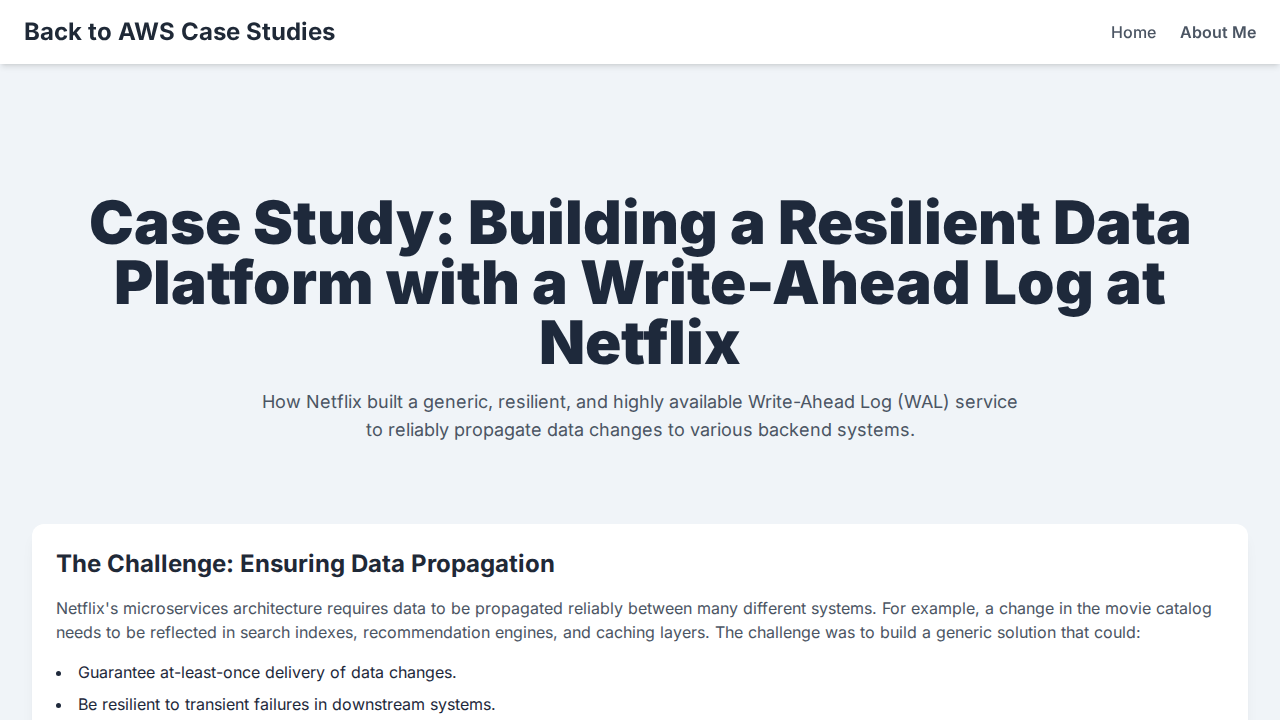 Back to AWS Case Studies
Home
About Me
Case Study: Building a Resilient Data
Platform with a Write-Ahead Log at
Netflix
How Netflix built a generic, resilient, and highly available Write-Ahead Log (WAL) service
to reliably propagate data changes to various backend systems.
The Challenge: Ensuring Data Propagation
Netflix's microservices architecture requires data to be propagated reliably between many different systems. For example, a change in the movie catalog
needs to be reflected in search indexes, recommendation engines, and caching layers. The challenge was to build a generic solution that could:
• Guarantee at-least-once delivery of data changes.
• Be resilient to transient failures in downstream systems.